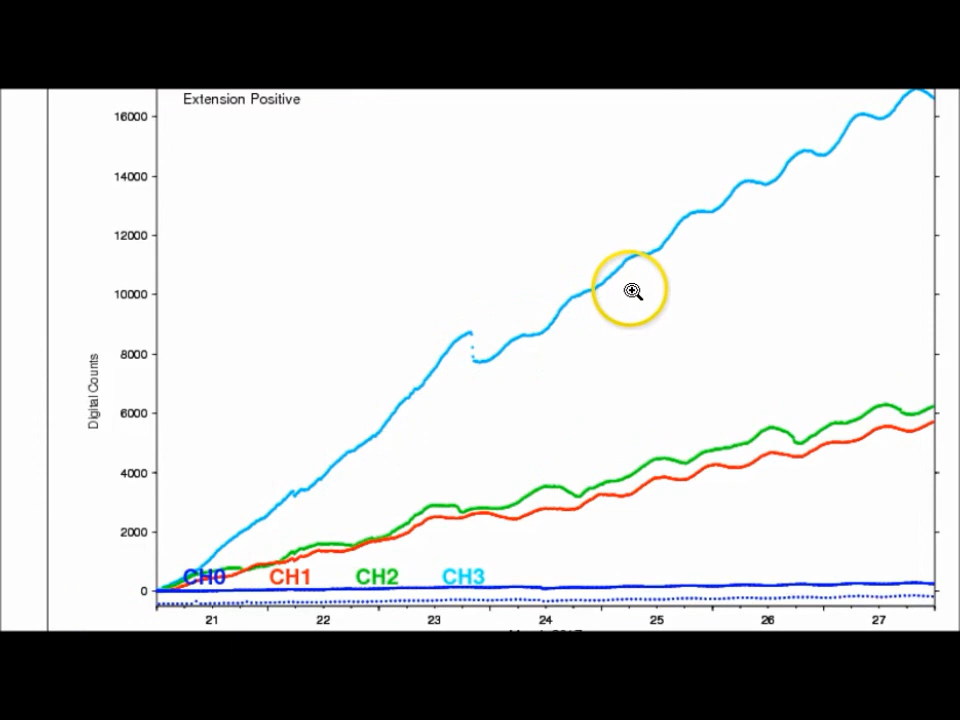 Extension Positive
16000
14000
12000
10000
8000
6000
4000
2000
0
Digital Counts
CH0 CH1 CH2 CH3
21 22 23 24 25 26 27